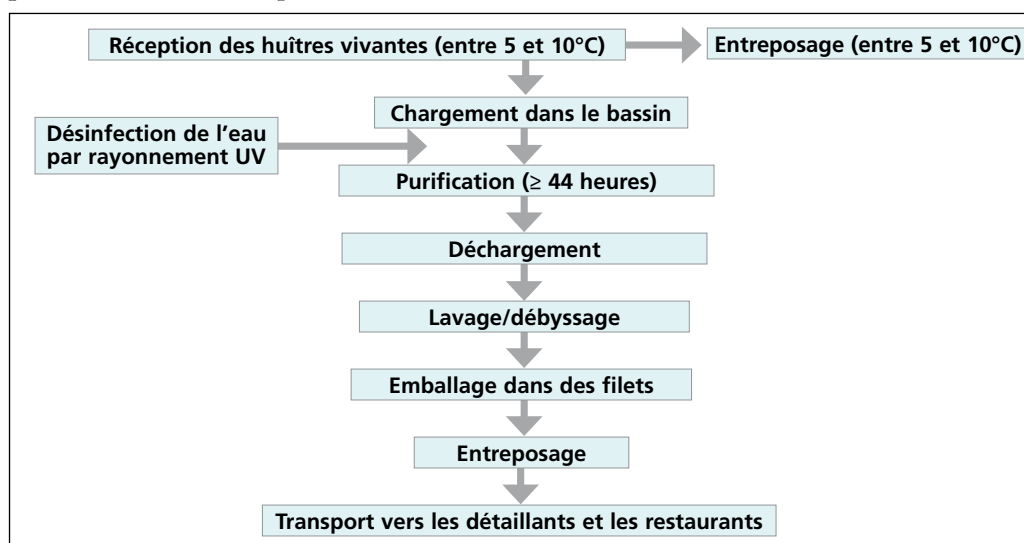 Réception des huîtres vivantes (entre 5 et 10°C)
Entreposage (entre 5 et 10°C)
Chargement dans le bassin
Désinfection de l'eau
par rayonnement UV
Purification (≥ 44 heures)
Déchargement
Lavage/débyssage
Emballage dans des filets
Entreposage
Transport vers les détaillants et les restaurants